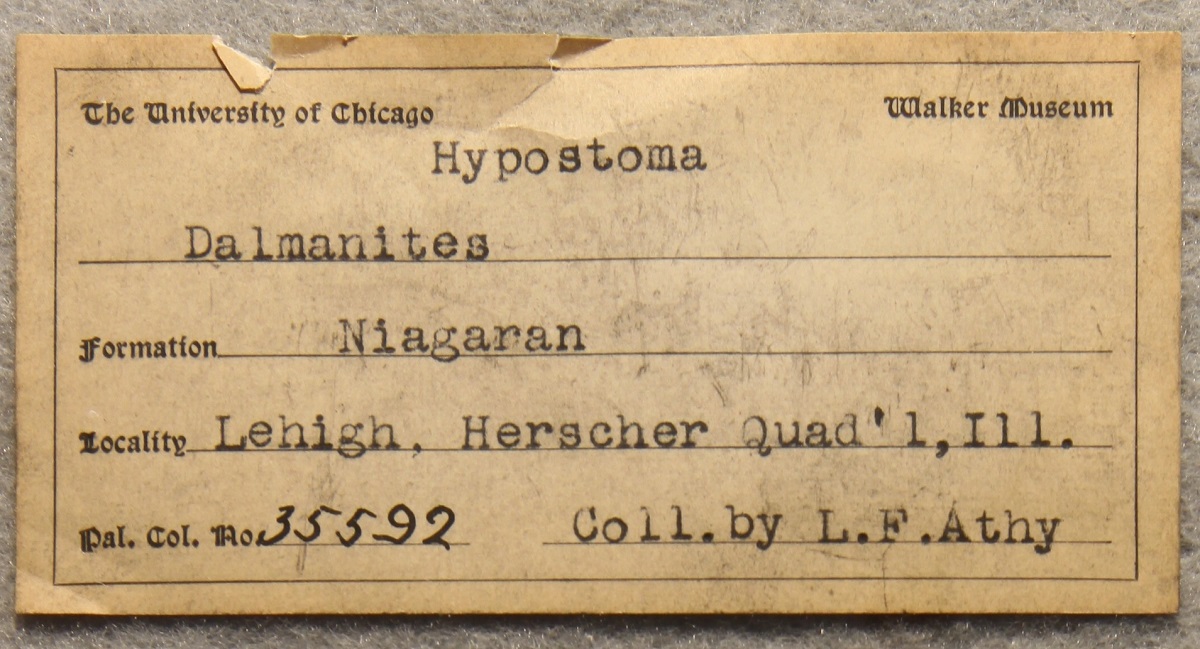 The University of Chicago Walker Museum
Hypostoma
Dalmanites
Formation Niagaran
Locality Lehigh, Herscher Quad'l,Ill.
Pal. Col. No. 35592 Coll.by L.F.Athy